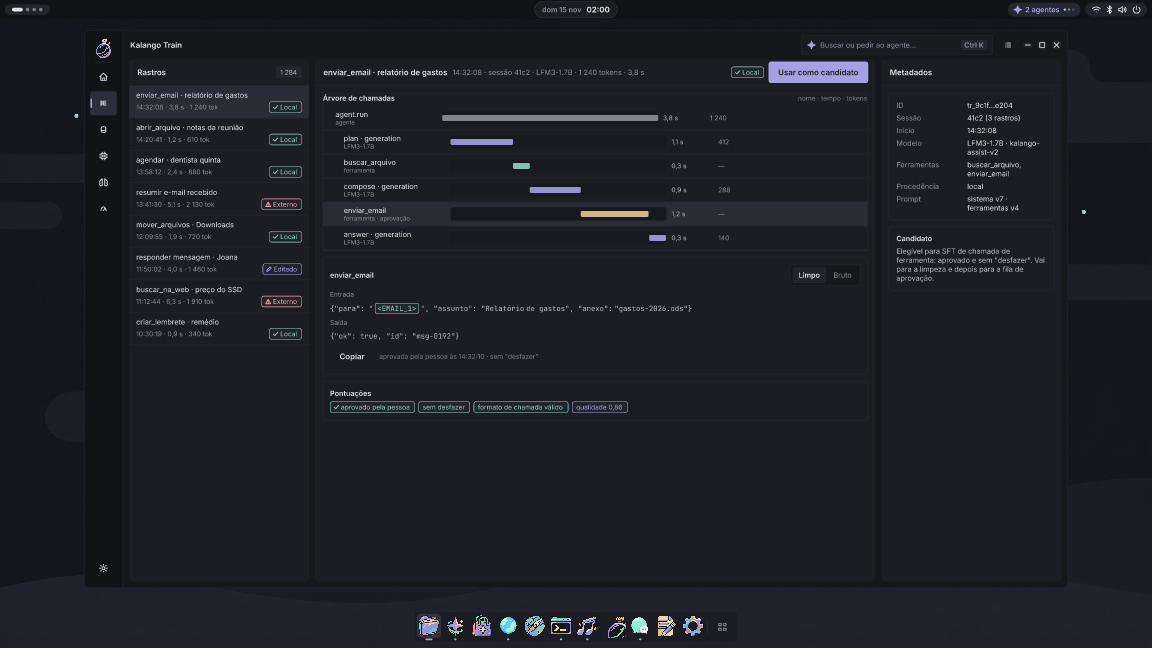 dom 15 nov 02:00
2 agentes
Kalango Train
Buscar ou pedir ao agente... Ctrl K
Rastros 1 284
enviar_email · relatório de gastos
14:32:08 · 3,8 s · 1 240 tok Local
abrir_arquivo · notas da reunião
14:20:41 · 1,2 s · 610 tok Local
agendar · dentista quinta
13:58:12 · 2,4 s · 880 tok Local
resumir e-mail recebido
13:41:30 · 5,1 s · 2 130 tok Externo
mover_arquivos · Downloads
12:09:55 · 1,9 s · 720 tok Local
responder mensagem · Joana
11:50:02 · 4,0 s · 1 460 tok Editado
buscar_na_web · preço do SSD
11:12:44 · 6,3 s · 1 910 tok Externo
criar_lembrete · remédio
10:30:19 · 0,9 s · 340 tok Local
enviar_email · relatório de gastos 14:32:08 · sessão 41c2 · LFM3-1.7B · 1 240 tokens · 3,8 s Local Usar como candidato
Árvore de chamadas nome · tempo · tokens
agent.run
agente
3,8 s 1 240
plan · generation
LFM3-1.7B
1,1 s 412
buscar_arquivo
ferramenta
0,3 s —
compose · generation
LFM3-1.7B
0,9 s 288
enviar_email
ferramenta · aprovação
1,2 s —
answer · generation
LFM3-1.7B
0,3 s 140
enviar_email Limpo Bruto
Entrada
{"para": "<EMAIL_1>", "assunto": "Relatório de gastos", "anexo": "gastos-2026.ods"}
Saída
{"ok": true, "id": "msg-8192"}
Copiar aprovada pela pessoa às 14:32:10 · sem "desfazer"
Pontuações
aprovado pela pessoa sem desfazer formato de chamada válido qualidade 0,86
Metadados
ID tr_9c1f…e204
Sessão 41c2 (3 rastros)
Início 14:32:08
Modelo LFM3-1.7B · kalango-
assist-v2
Ferramentas buscar_arquivo,
enviar_email
Procedência local
Prompt sistema v7 ·
ferramentas v4
Candidato
Elegível para SFT de chamada de
ferramenta: aprovado e sem "desfazer". Vai
para a limpeza e depois para a fila de
aprovação.